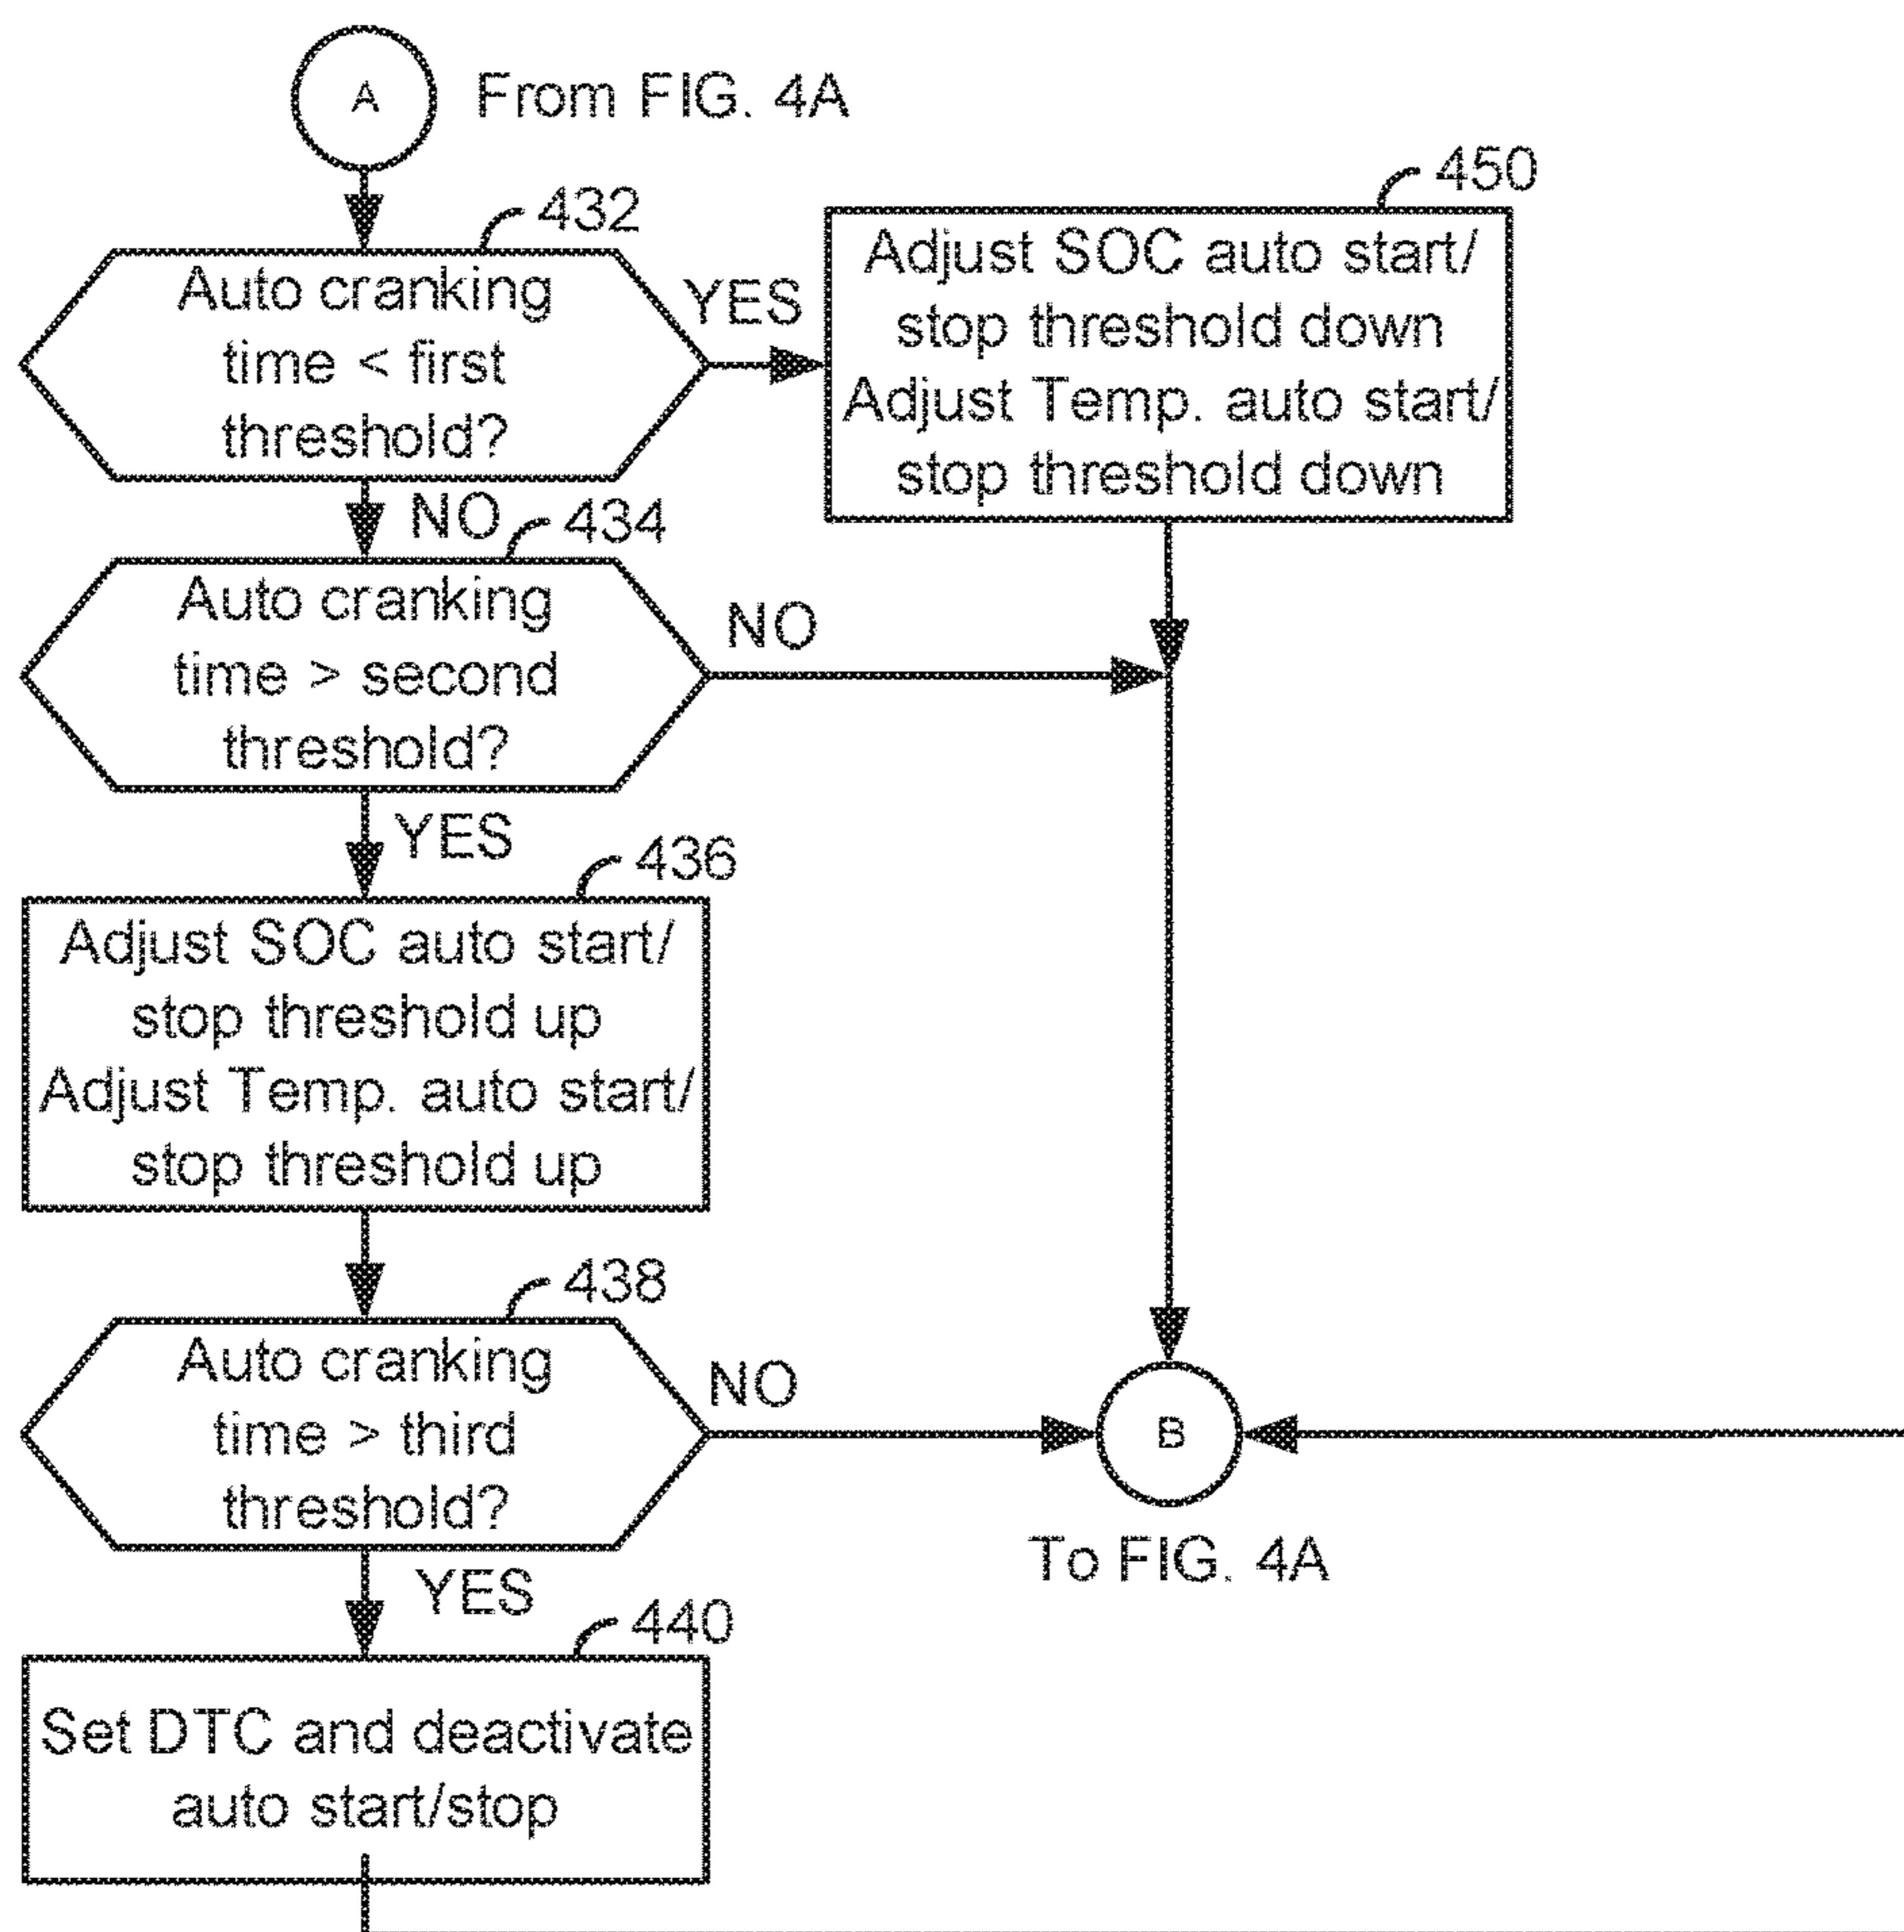 A
From FIG. 4A
432
Auto cranking
time < first
threshold?
YES
450
Adjust SOC auto start/
stop threshold down
Adjust Temp. auto start/
stop threshold down
NO
434
Auto cranking
time > second
threshold?
NO
YES
436
Adjust SOC auto start/
stop threshold up
Adjust Temp. auto start/
stop threshold up
438
Auto cranking
time > third
threshold?
NO
B
To FIG. 4A
YES
440
Set DTC and deactivate
auto start/stop